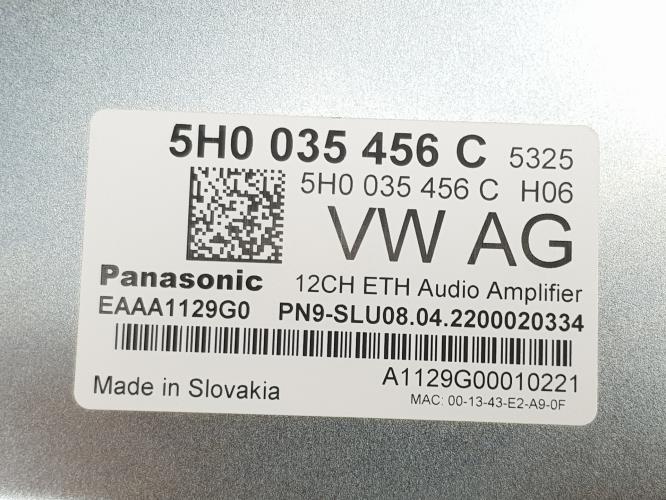 5H0 035 456 C 5325
5H0 035 456 C H06
VW AG
Panasonic 12CH ETH Audio Amplifier
EAAA1129G0 PN9-SLU08.04.2200020334
A1129G00010221
Made in Slovakia
MAC: 00-13-43-E2-A9-0F